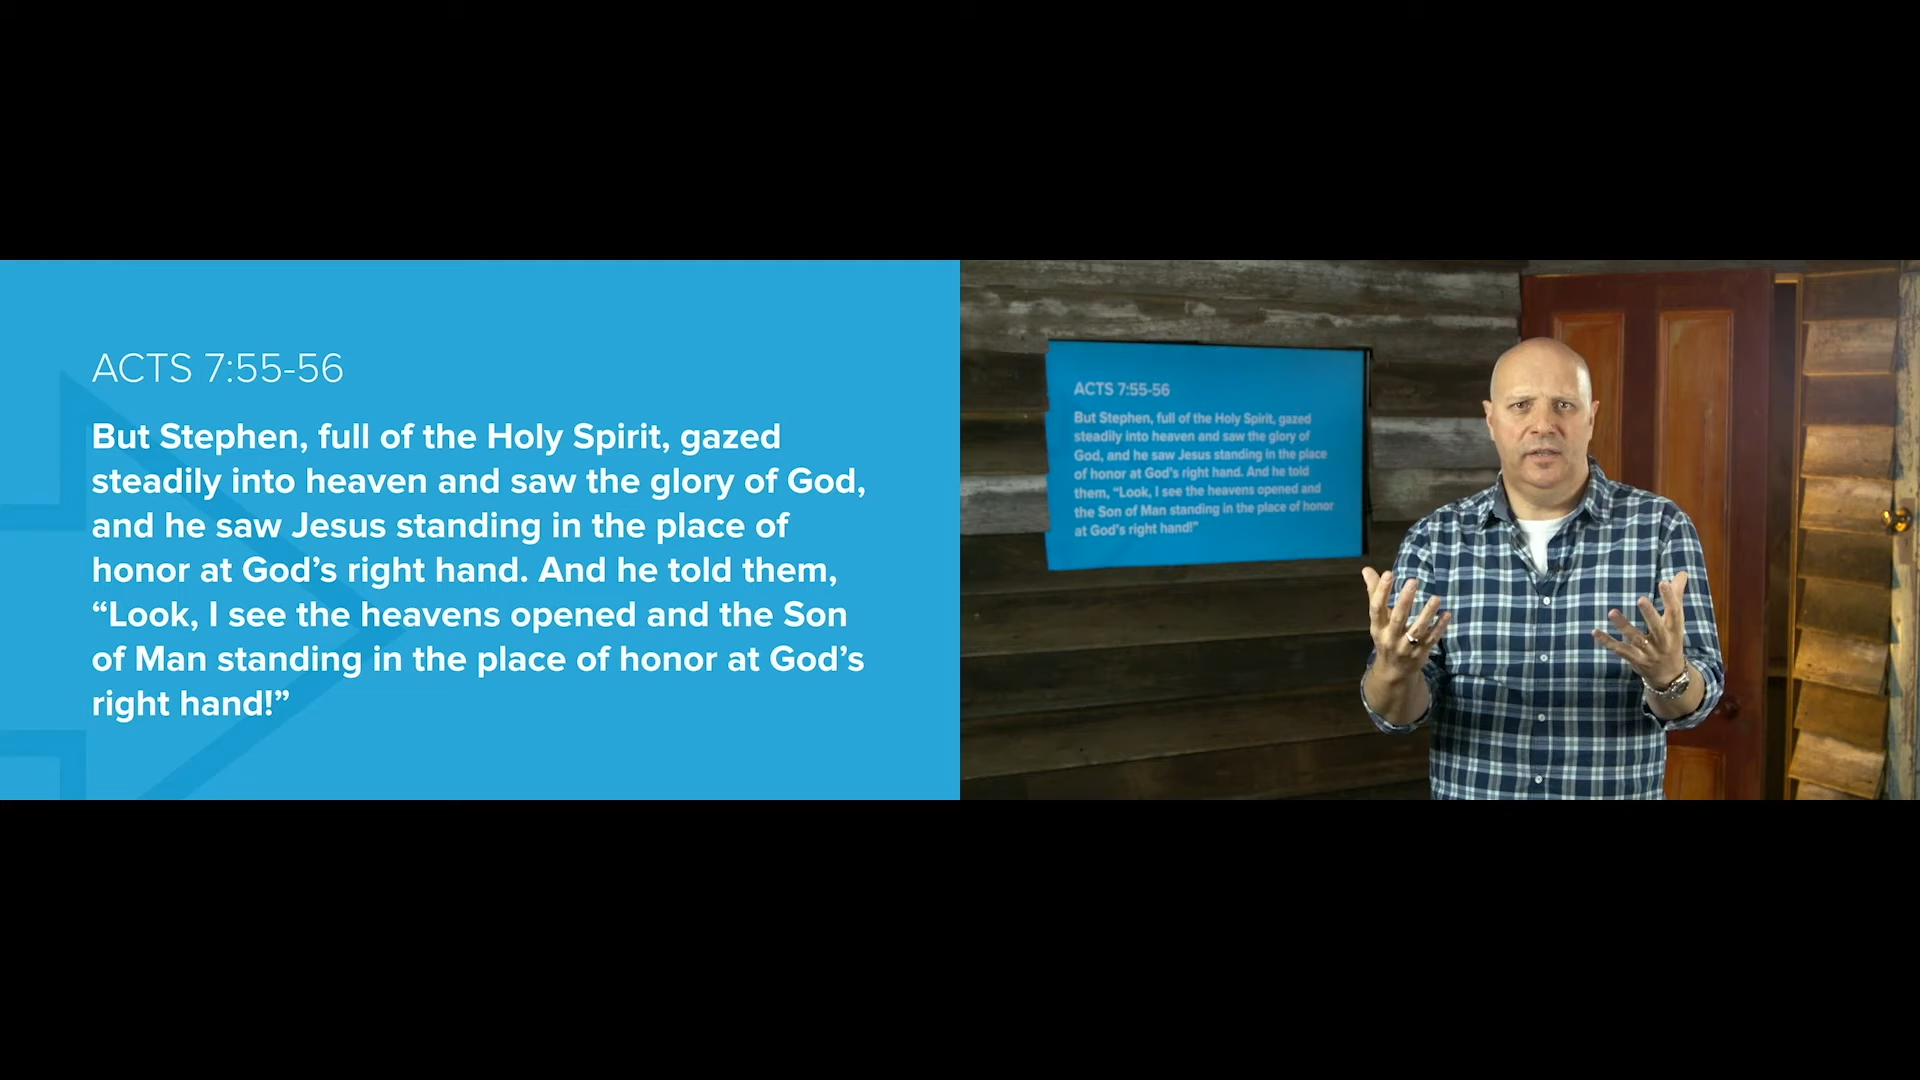 ACTS 7:55-56
But Stephen, full of the Holy Spirit, gazed
steadily into heaven and saw the glory of God,
and he saw Jesus standing in the place of
honor at God’s right hand. And he told them,
“Look, I see the heavens opened and the Son
of Man standing in the place of honor at God’s
right hand!”
ACTS 7:55-56
But Stephen, full of the Holy Spirit, gazed
steadily into heaven and saw the glory of
God, and he saw Jesus standing in the place
of honor at God’s right hand. And he told
them, “Look, I see the heavens opened and
the Son of Man standing in the place of honor
at God’s right hand!”